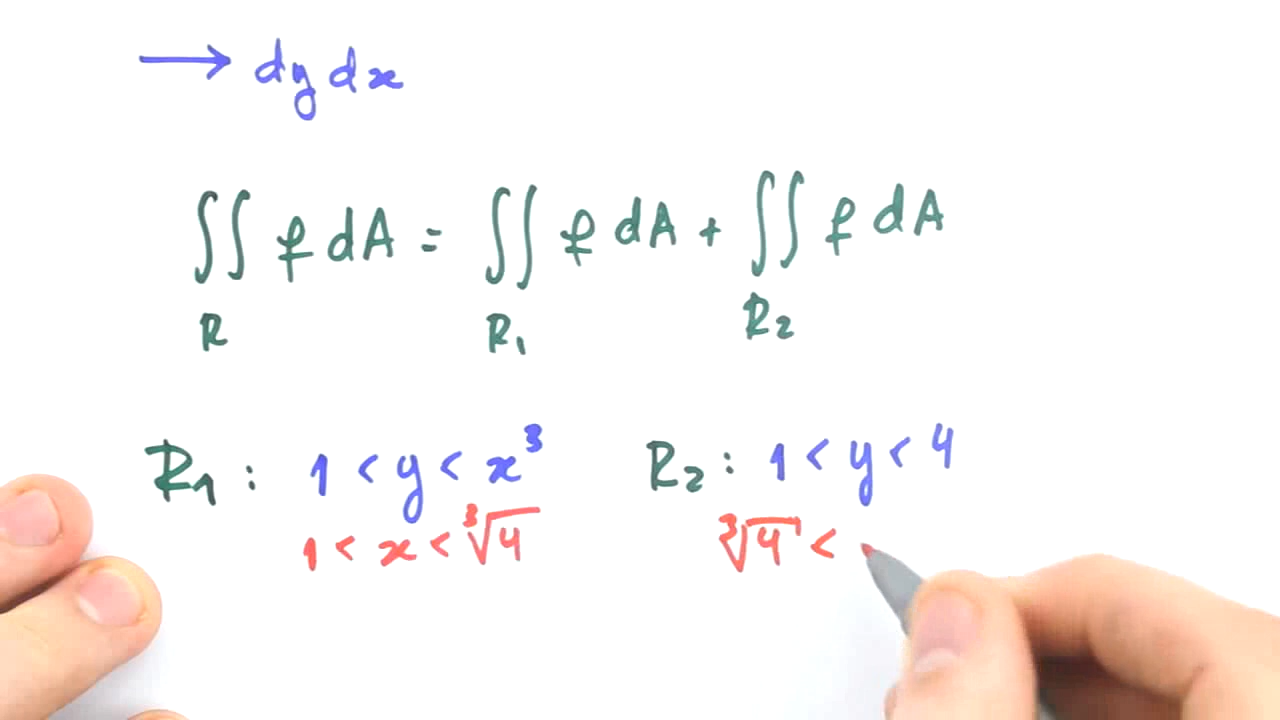 → dy dx
∬ f dA = ∬ f dA + ∬ f dA
R R₁ R₂
R₁ : 1 < y < x³ R₂ : 1 < y < 4
1 < x < ∛4 ∛4 <